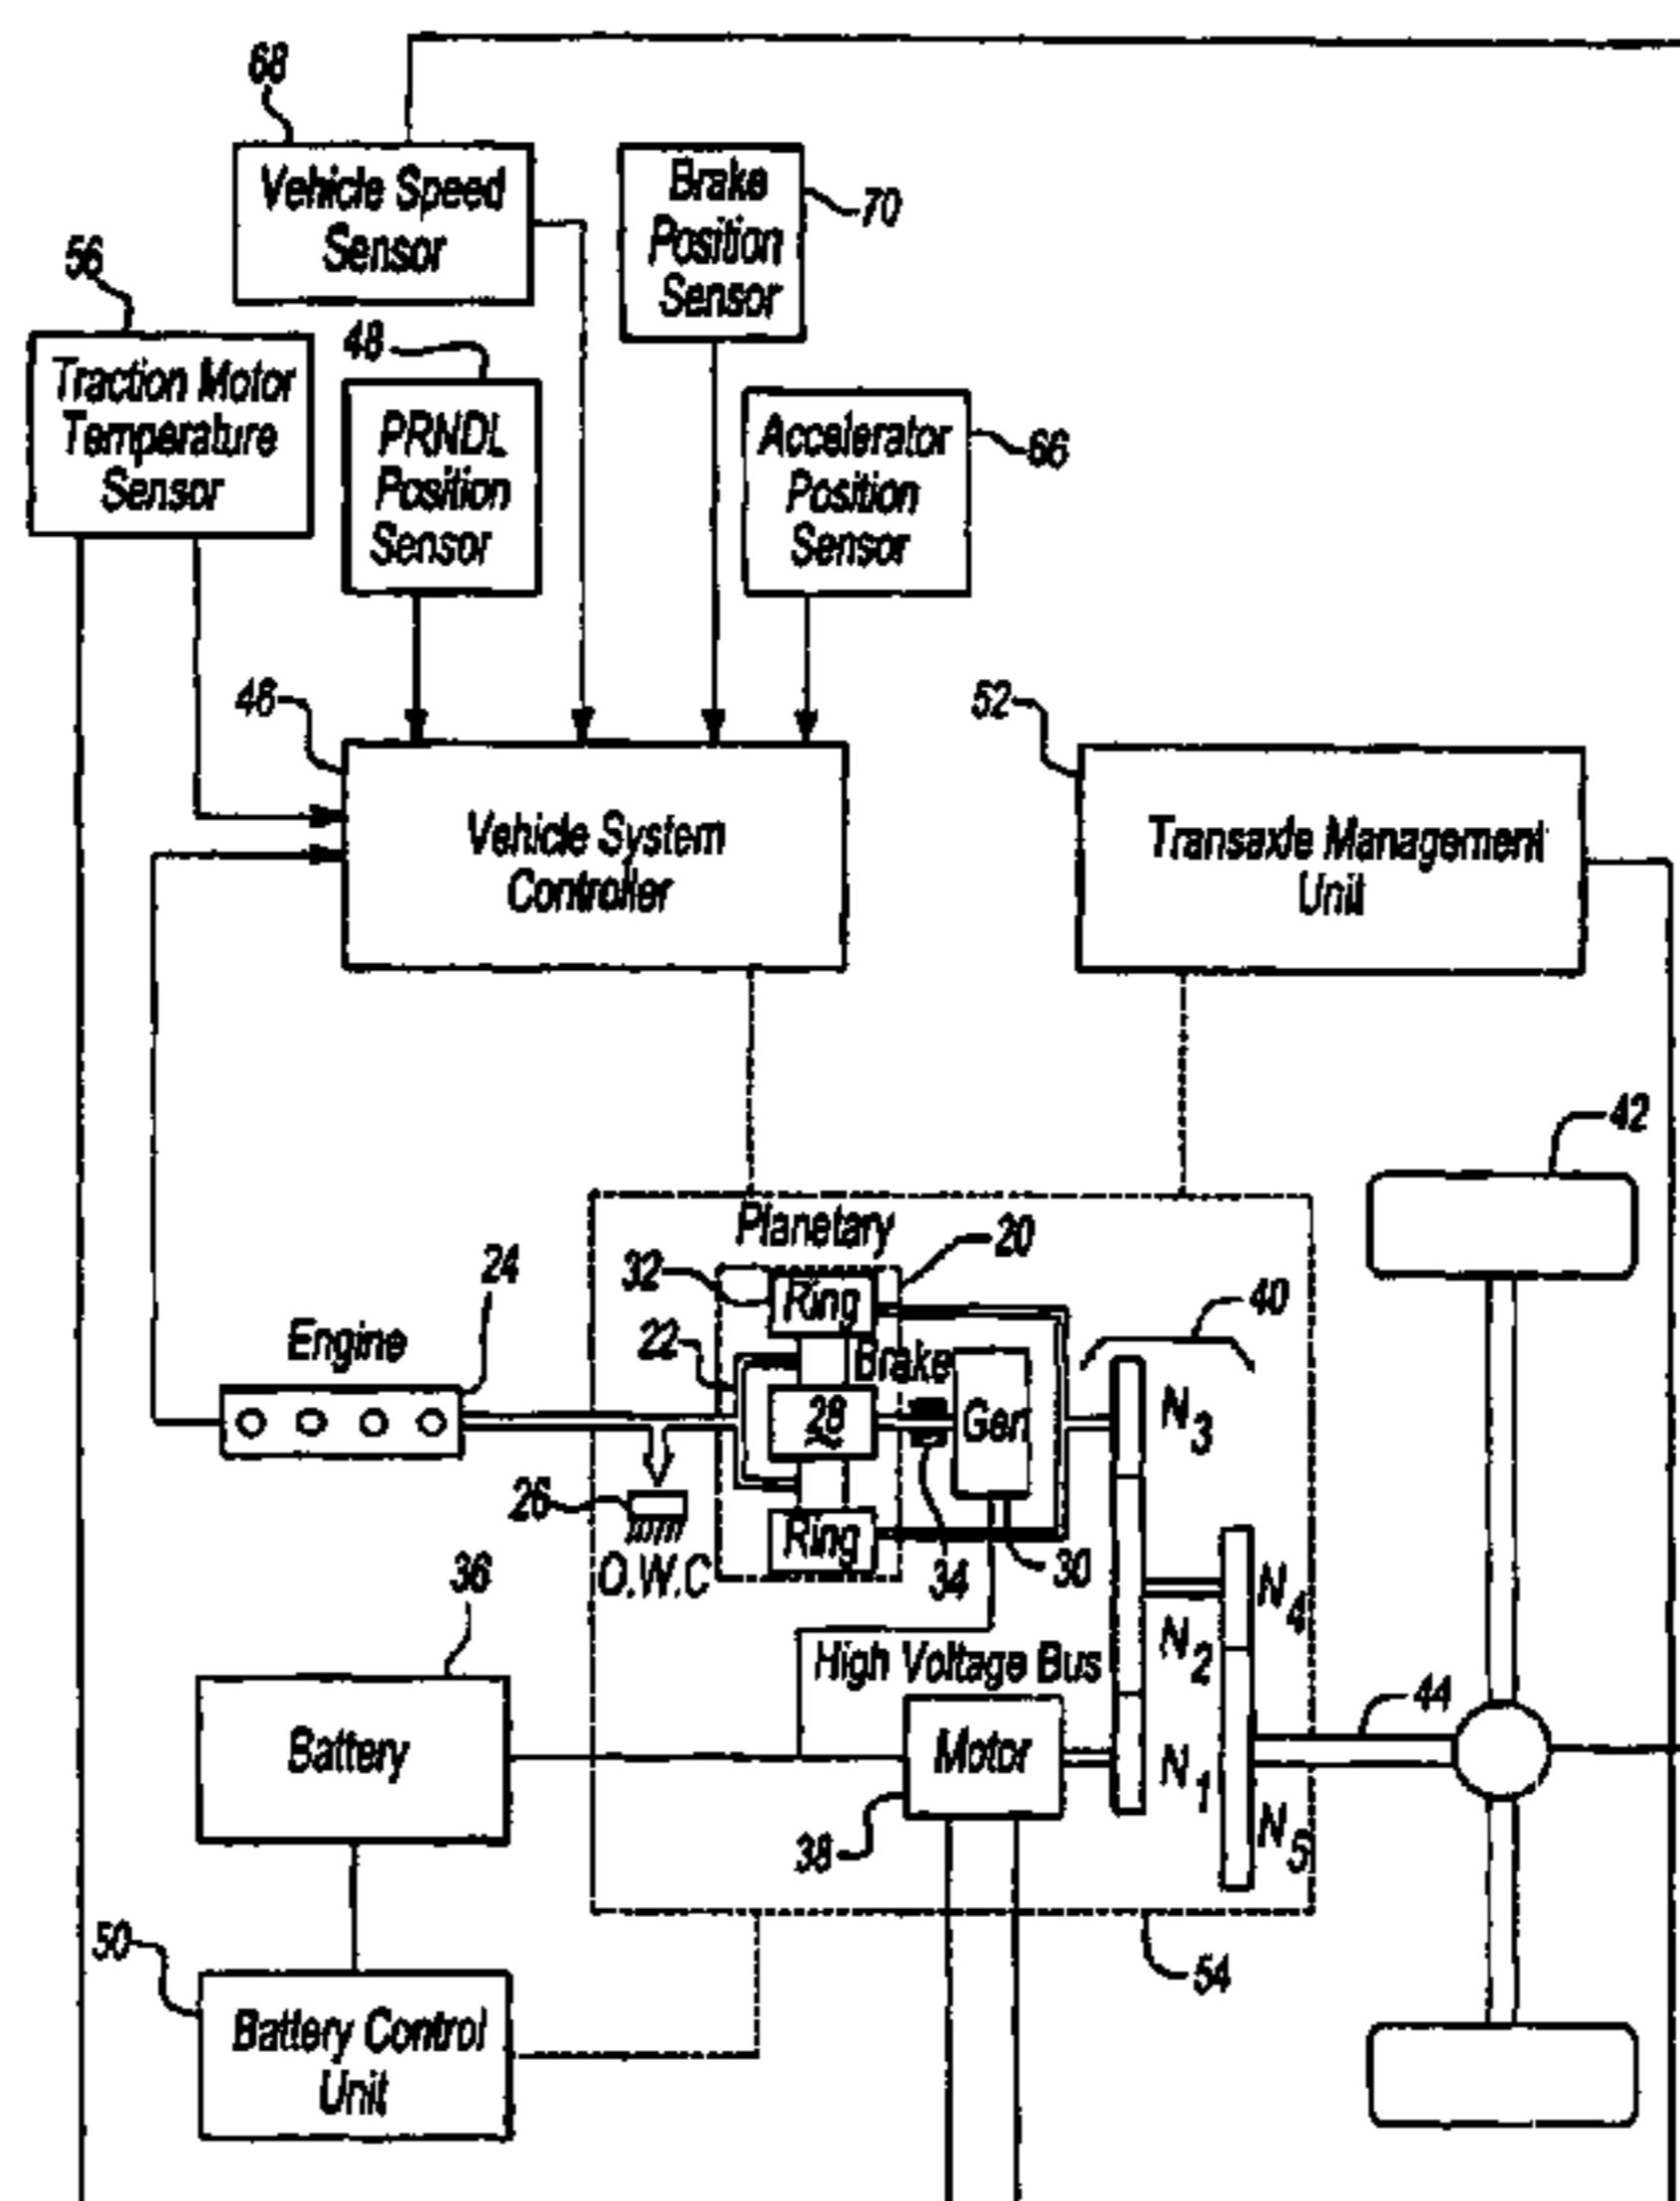 68
Vehicle Speed
Sensor
Brake
Position
Sensor
70
56
Traction Motor
Temperature
Sensor
48
PRNDL
Position
Sensor
Accelerator
Position
Sensor
66
46
Vehicle System
Controller
52
Transaxle Management
Unit
42
Planetary
20
32
Ring
24
Engine
22
Brake
40
28
Gen
N3
26
O.W.C
Ring
34
30
36
N4
N2
High Voltage Bus
Battery
Motor
44
N1
38
N5
50
54
Battery Control
Unit